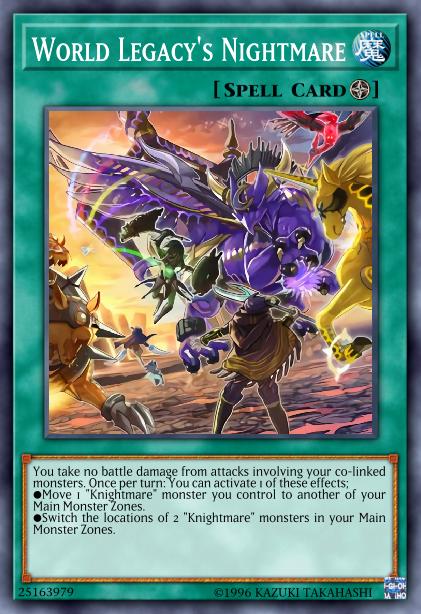 WORLD LEGACY'S NIGHTMARE
SPELL
魔
[SPELL CARD]
You take no battle damage from attacks involving your co-linked
monsters. Once per turn: You can activate 1 of these effects;
●Move 1 "Knightmare" monster you control to another of your
Main Monster Zones.
●Switch the locations of 2 "Knightmare" monsters in your Main
Monster Zones.
25163979
©1996 KAZUKI TAKAHASHI